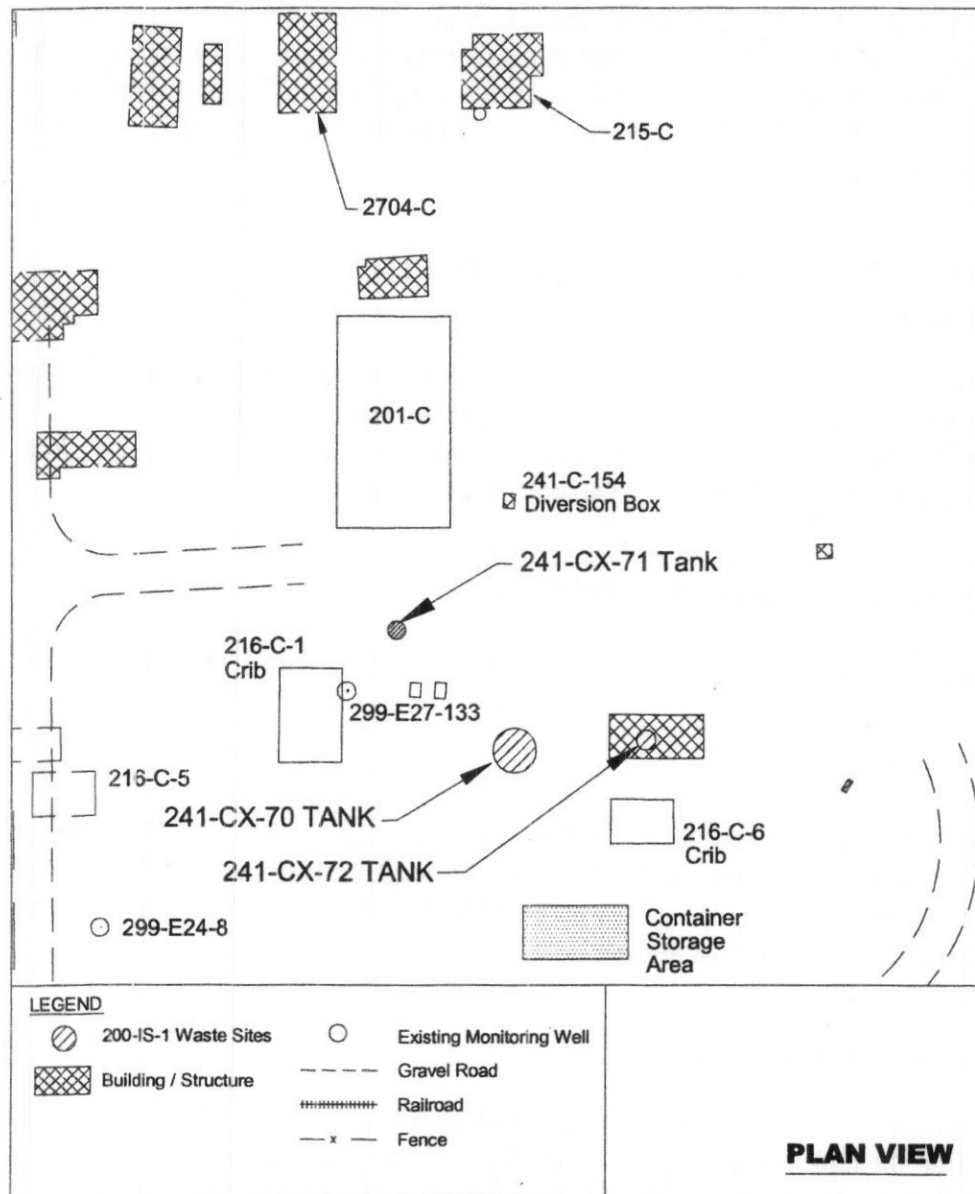 215-C
2704-C
201-C
241-C-154
Diversion Box
241-CX-71 Tank
216-C-1
Crib
299-E27-133
216-C-5
241-CX-70 TANK
216-C-6
Crib
241-CX-72 TANK
299-E24-8
Container
Storage
Area
LEGEND
200-IS-1 Waste Sites
Existing Monitoring Well
Building / Structure
Gravel Road
Railroad
x
Fence
PLAN VIEW